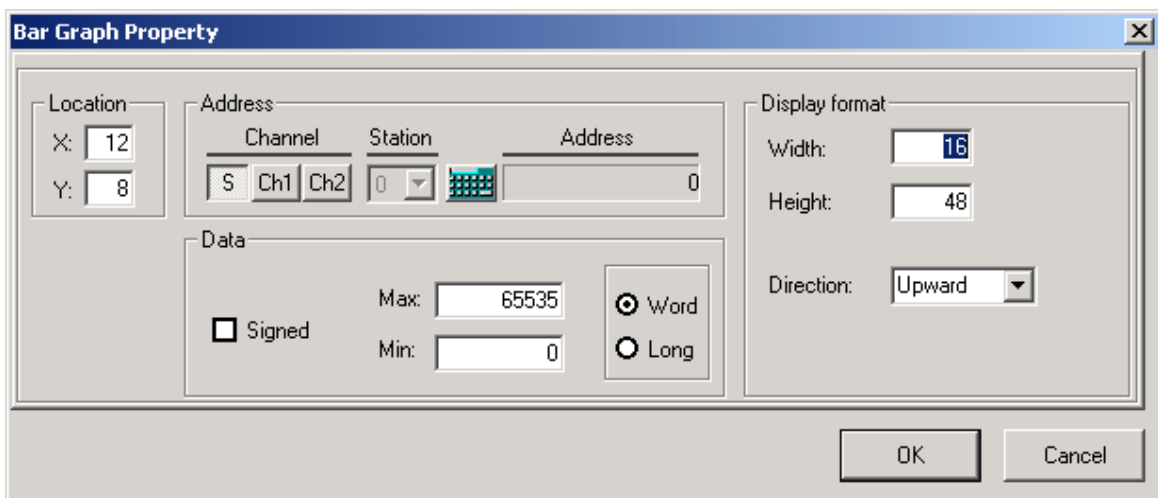 Bar Graph Property
Location
X: 12
Y: 8
Address
Channel Station Address
S Ch1 Ch2 0 0
Data
Signed
Max: 65535
Min: 0
Word
Long
Display format
Width: 16
Height: 48
Direction: Upward
OK Cancel